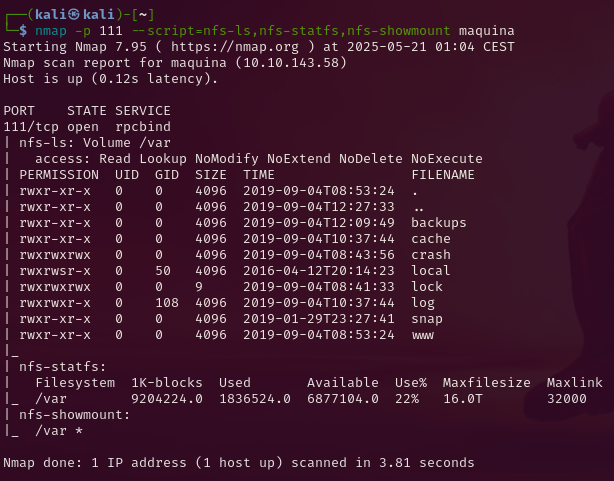 ┌──(kali㉿kali)-[~]
└─$ nmap -p 111 --script=nfs-ls,nfs-statfs,nfs-showmount maquina
Starting Nmap 7.95 ( https://nmap.org ) at 2025-05-21 01:04 CEST
Nmap scan report for maquina (10.10.143.58)
Host is up (0.12s latency).

PORT    STATE SERVICE
111/tcp open  rpcbind
| nfs-ls: Volume /var
|   access: Read Lookup NoModify NoExtend NoDelete NoExecute
| PERMISSION  UID  GID  SIZE  TIME                 FILENAME
| rwxr-xr-x   0    0    4096  2019-09-04T08:53:24  .
| rwxr-xr-x   0    0    4096  2019-09-04T12:27:33  ..
| rwxr-xr-x   0    0    4096  2019-09-04T12:09:49  backups
| rwxr-xr-x   0    0    4096  2019-09-04T10:37:44  cache
| rwxrwxrwx   0    0    4096  2019-09-04T08:43:56  crash
| rwxrwsr-x   0    50   4096  2016-04-12T20:14:23  local
| rwxrwxrwx   0    0    9     2019-09-04T08:41:33  lock
| rwxrwxr-x   0    108  4096  2019-09-04T10:37:44  log
| rwxr-xr-x   0    0    4096  2019-01-29T23:27:41  snap
| rwxr-xr-x   0    0    4096  2019-09-04T08:53:24  www
|_
| nfs-statfs:
|   Filesystem  1K-blocks  Used       Available  Use%  Maxfilesize  Maxlink
|_  /var        9204224.0  1836524.0  6877104.0  22%   16.0T        32000
| nfs-showmount:
|_  /var *

Nmap done: 1 IP address (1 host up) scanned in 3.81 seconds